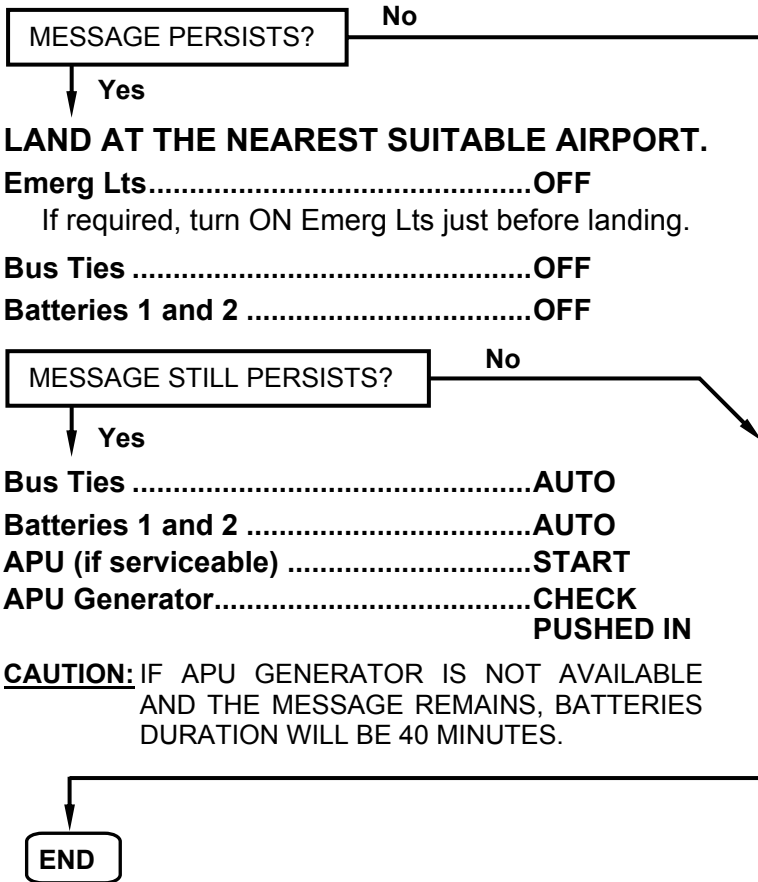 No
MESSAGE PERSISTS?
Yes
LAND AT THE NEAREST SUITABLE AIRPORT.
Emerg Lts.............................................OFF
If required, turn ON Emerg Lts just before landing.
Bus Ties ...............................................OFF
Batteries 1 and 2 .................................OFF
No
MESSAGE STILL PERSISTS?
Yes
Bus Ties ...............................................AUTO
Batteries 1 and 2 .................................AUTO
APU (if serviceable) ............................START
APU Generator.....................................CHECK
PUSHED IN
CAUTION: IF APU GENERATOR IS NOT AVAILABLE
AND THE MESSAGE REMAINS, BATTERIES
DURATION WILL BE 40 MINUTES.
END